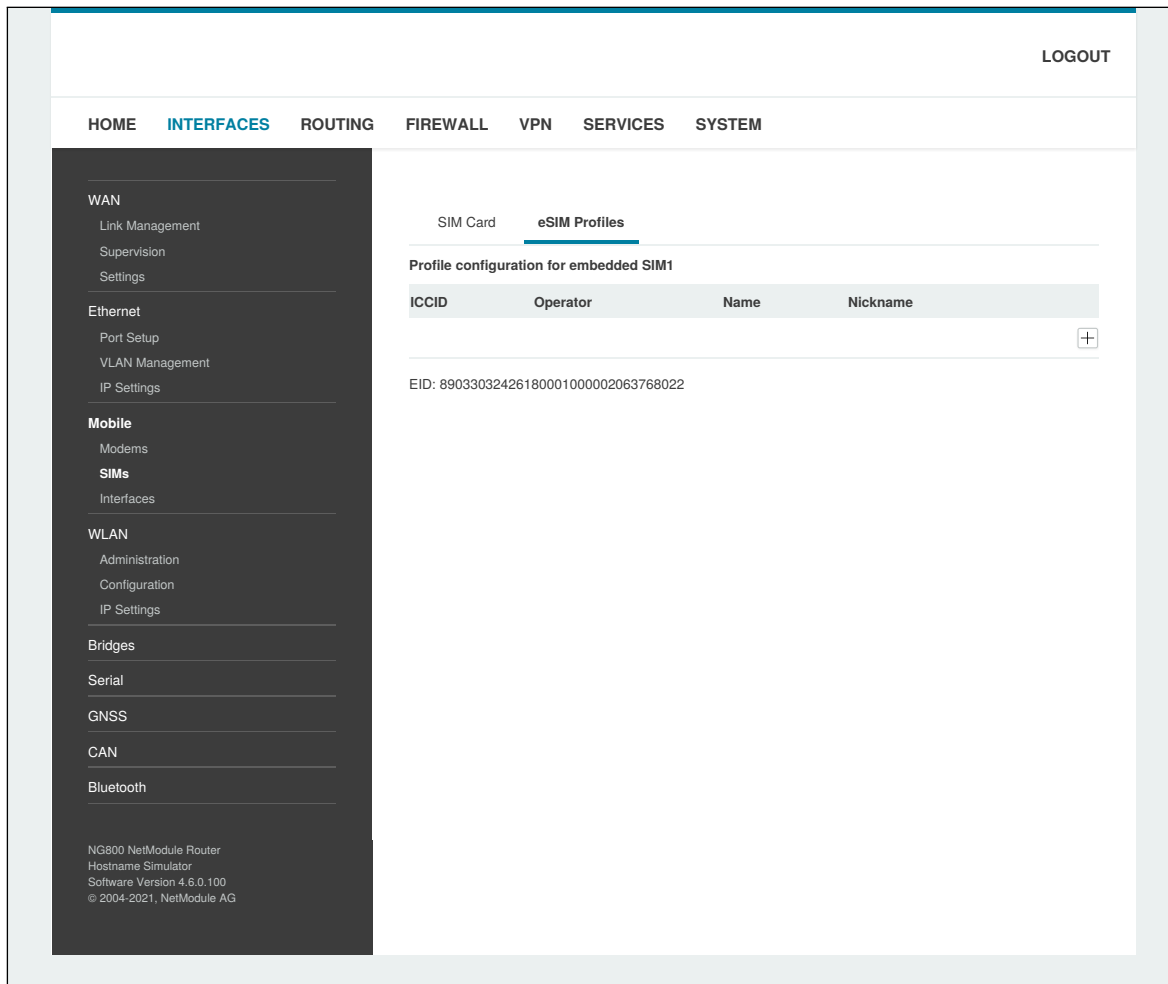 LOGOUT
HOME INTERFACES ROUTING FIREWALL VPN SERVICES SYSTEM
WAN
Link Management
Supervision
Settings
Ethernet
Port Setup
VLAN Management
IP Settings
Mobile
Modems
SIMs
Interfaces
WLAN
Administration
Configuration
IP Settings
Bridges
Serial
GNSS
CAN
Bluetooth
NG800 NetModule Router
Hostname Simulator
Software Version 4.6.0.100
© 2004-2021, NetModule AG
SIM Card eSIM Profiles
Profile configuration for embedded SIM1
ICCID Operator Name Nickname
EID: 89033032426180001000002063768022